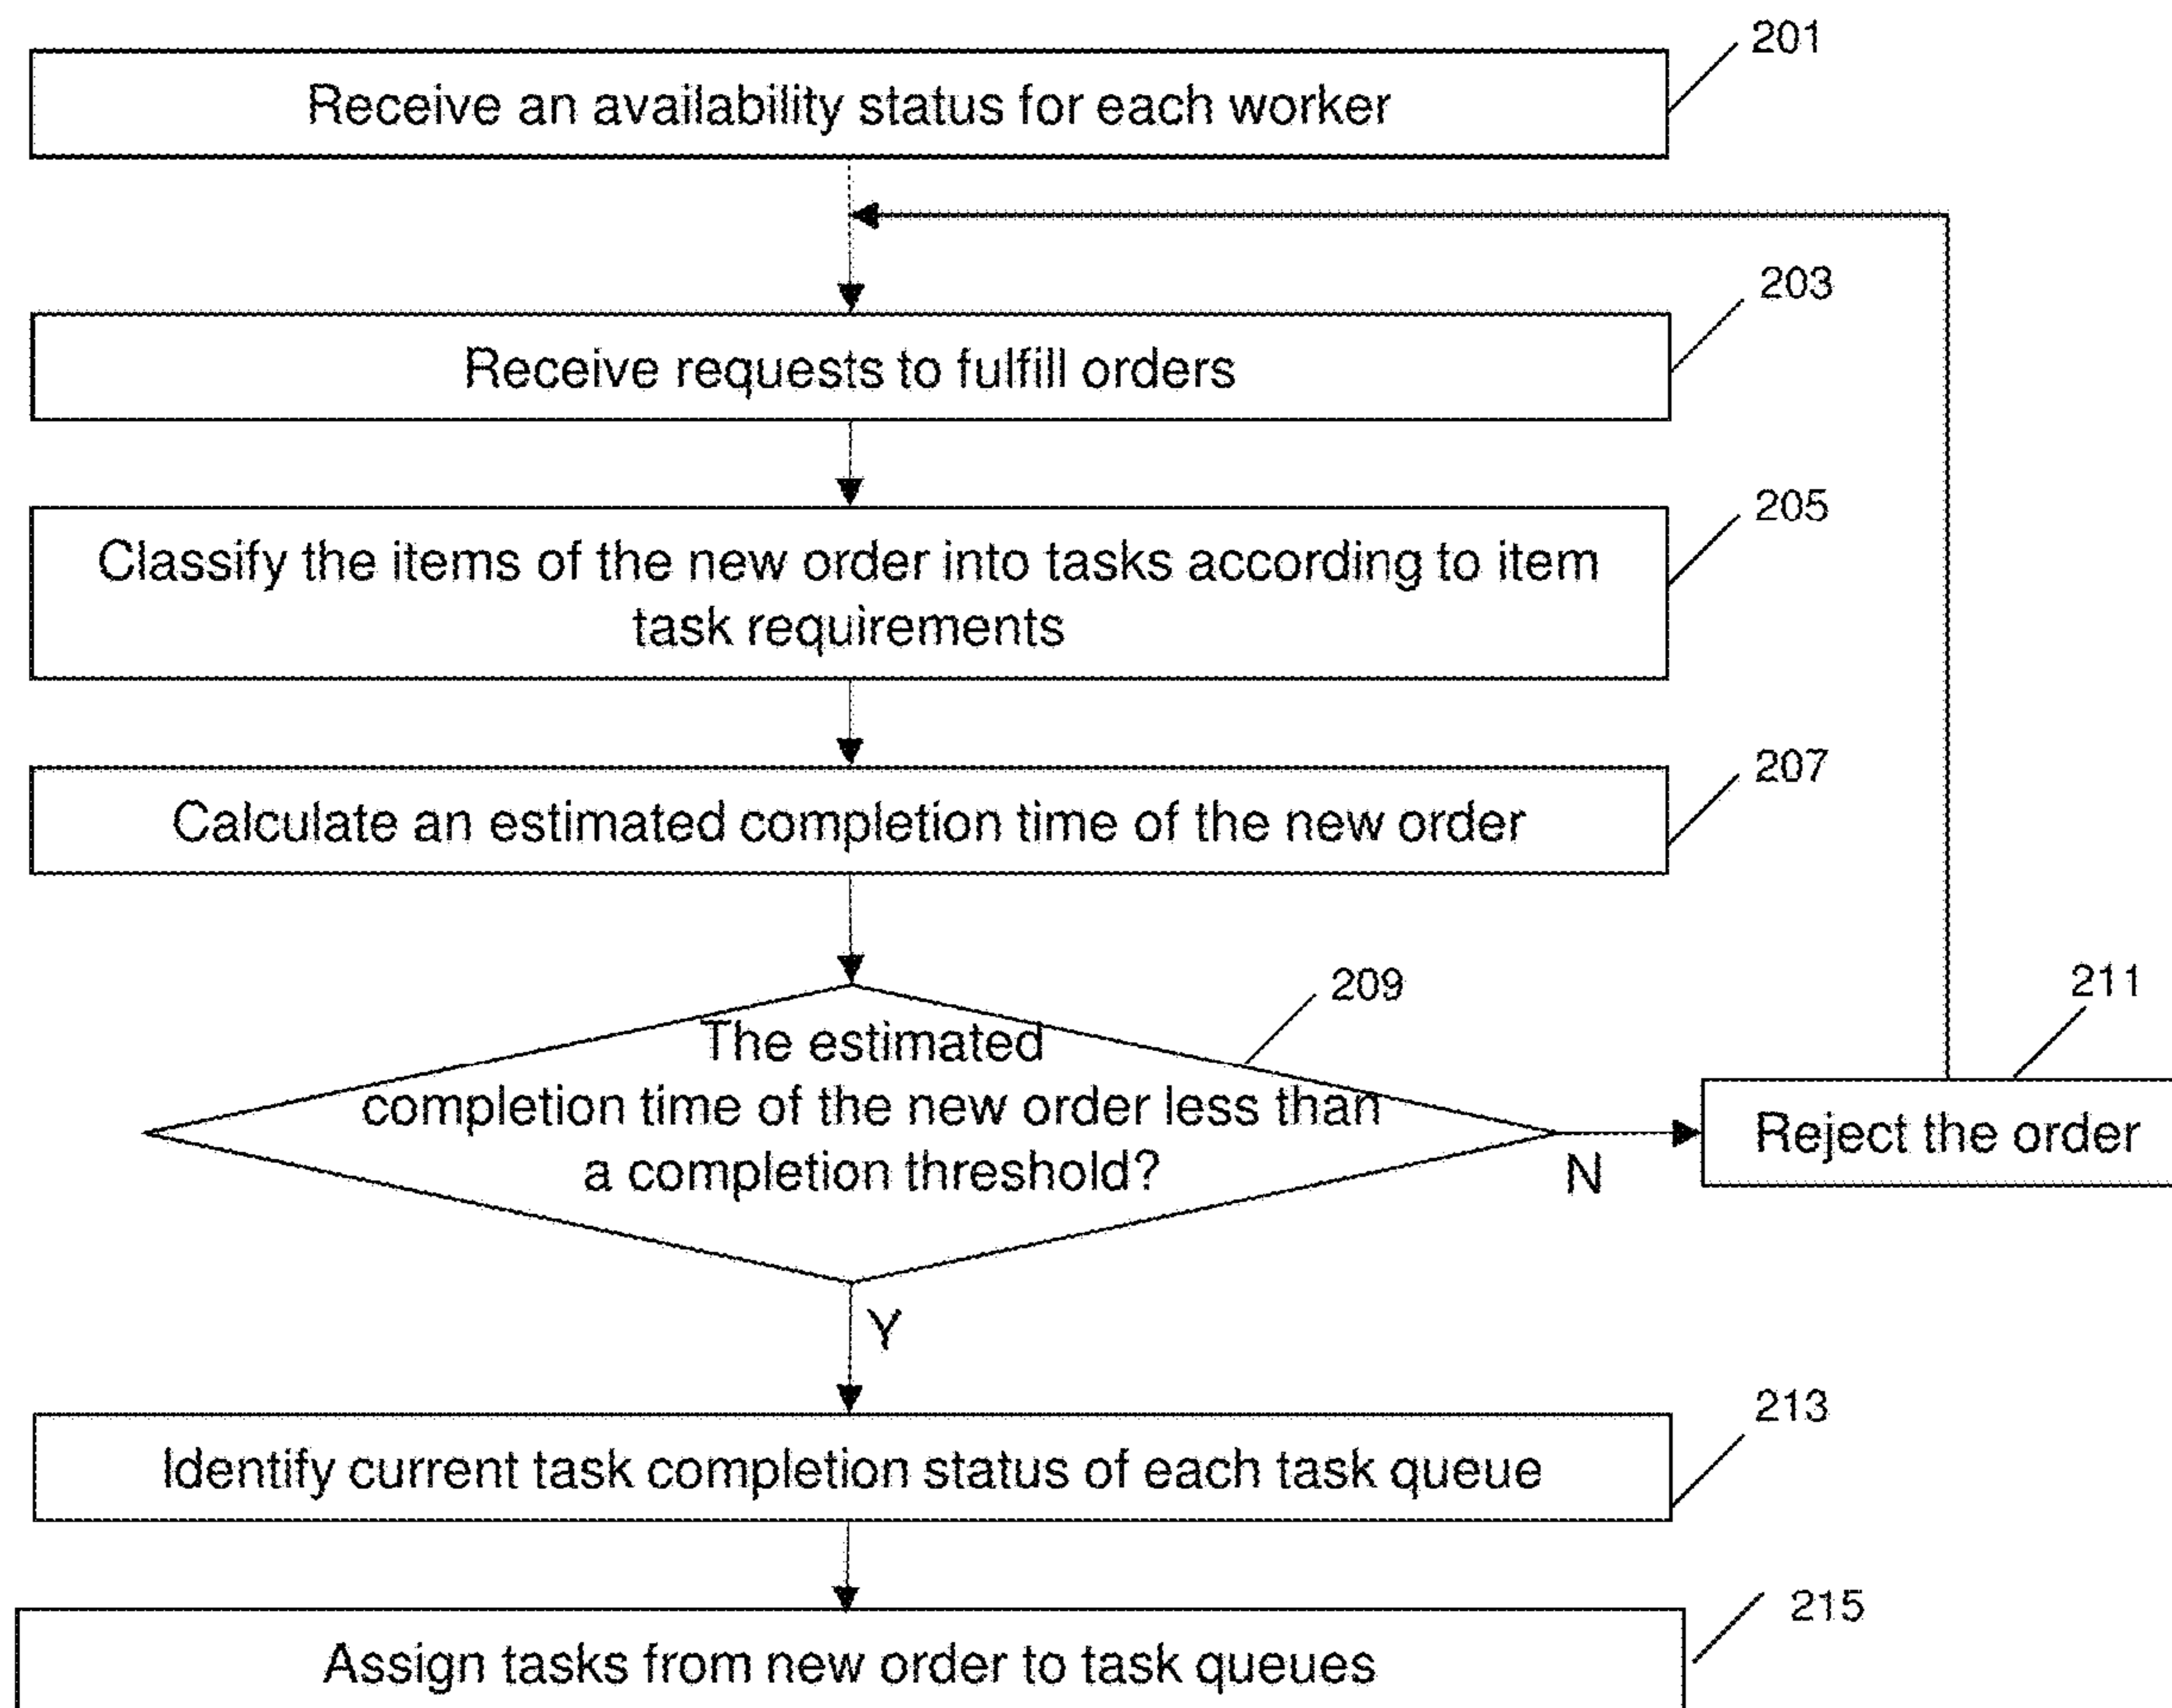 201
Receive an availability status for each worker
203
Receive requests to fulfill orders
205
Classify the items of the new order into tasks according to item
task requirements
207
Calculate an estimated completion time of the new order
209
The estimated
completion time of the new order less than
a completion threshold?
211
Reject the order
N
Y
213
Identify current task completion status of each task queue
215
Assign tasks from new order to task queues